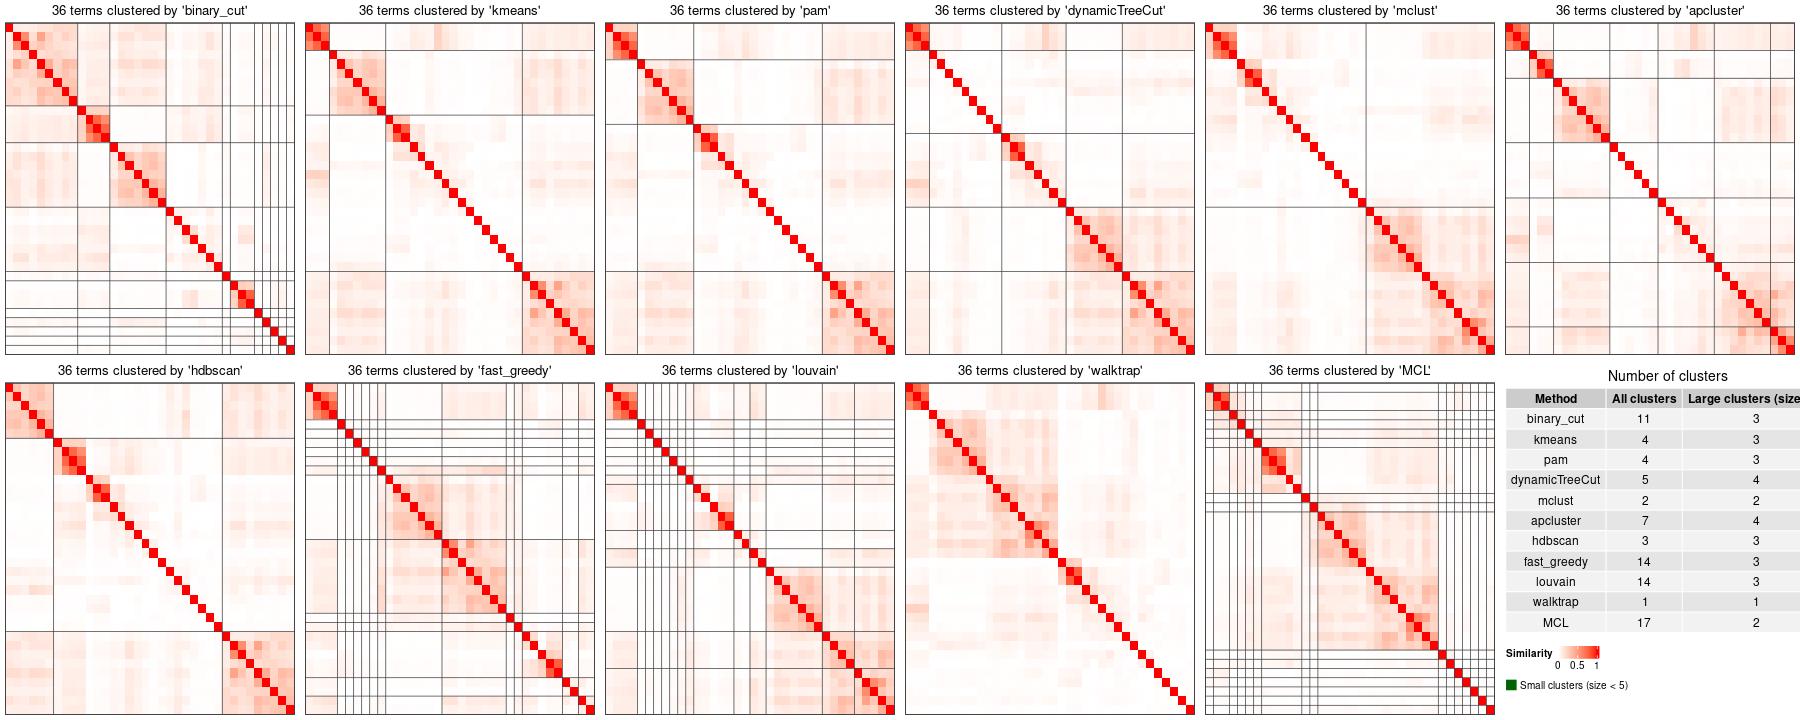 36 terms clustered by 'binary_cut'
36 terms clustered by 'kmeans'
36 terms clustered by 'pam'
36 terms clustered by 'dynamicTreeCut'
36 terms clustered by 'mclust'
36 terms clustered by 'apcluster'
36 terms clustered by 'hdbscan'
36 terms clustered by 'fast_greedy'
36 terms clustered by 'louvain'
36 terms clustered by 'walktrap'
36 terms clustered by 'MCL'
Number of clusters
Method All clusters Large clusters (size
binary_cut 11 3
kmeans 4 3
pam 4 3
dynamicTreeCut 5 4
mclust 2 2
apcluster 7 4
hdbscan 3 3
fast_greedy 14 3
louvain 14 3
walktrap 1 1
MCL 17 2
Similarity
0 0.5 1
Small clusters (size < 5)